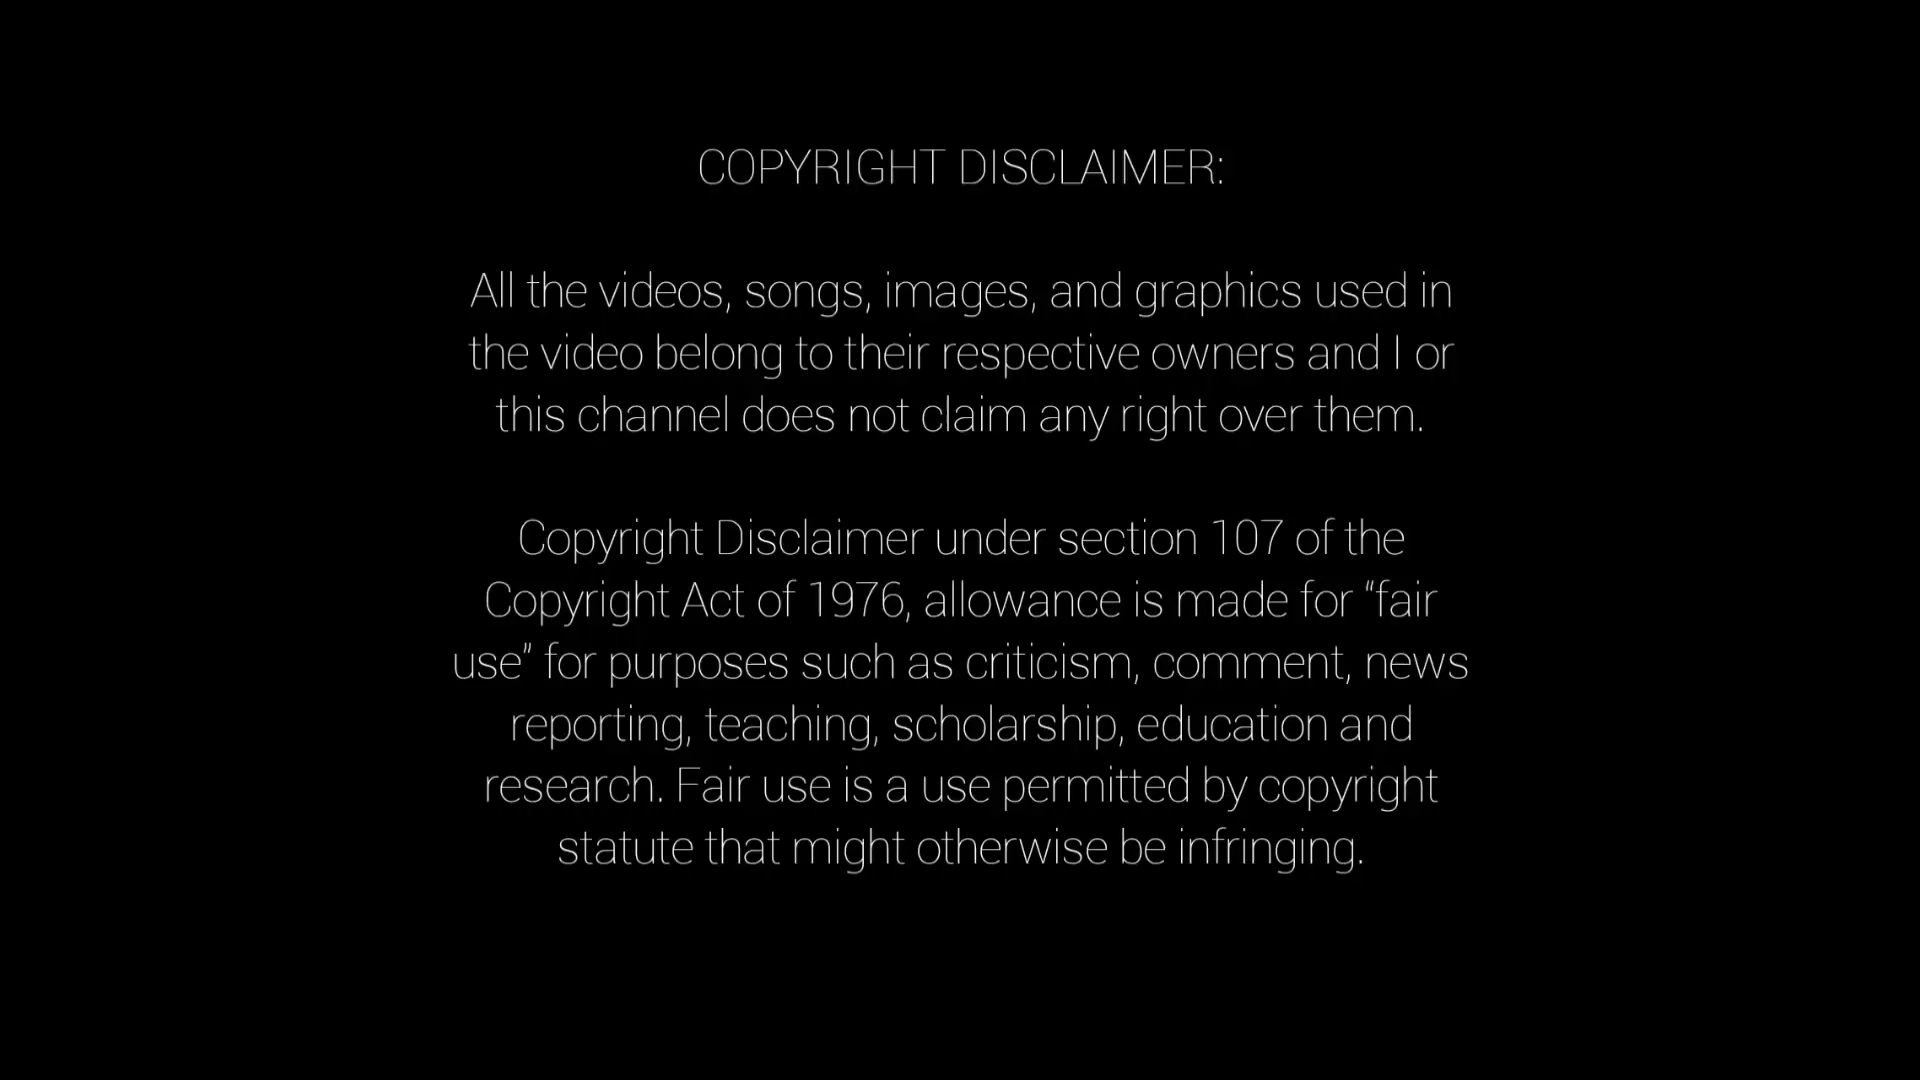 COPYRIGHT DISCLAIMER:
All the videos, songs, images, and graphics used in
the video belong to their respective owners and I or
this channel does not claim any right over them.
Copyright Disclaimer under section 107 of the
Copyright Act of 1976, allowance is made for “fair
use” for purposes such as criticism, comment, news
reporting, teaching, scholarship, education and
research. Fair use is a use permitted by copyright
statute that might otherwise be infringing.